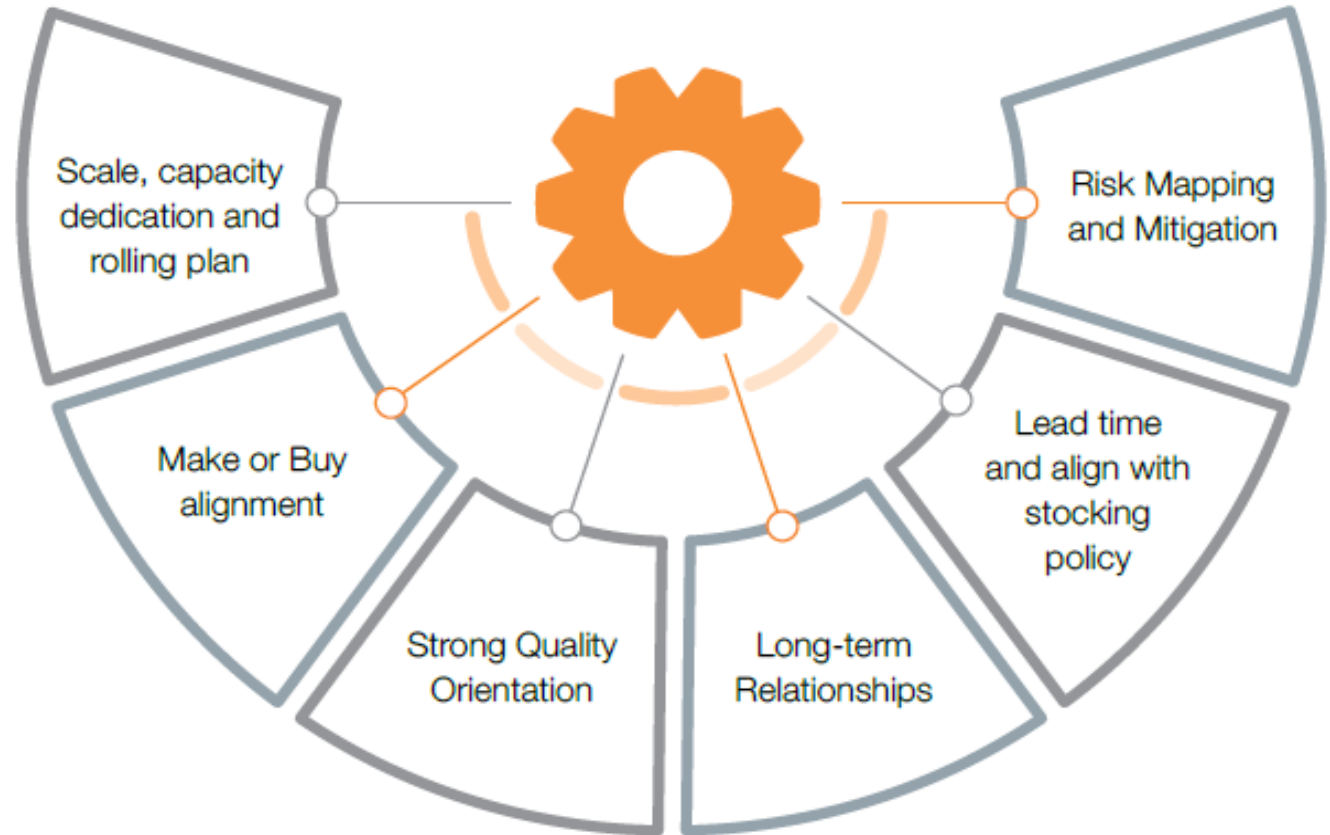 Scale, capacity
dedication and
rolling plan
Make or Buy
alignment
Strong Quality
Orientation
Long-term
Relationships
Lead time
and align with
stocking
policy
Risk Mapping
and Mitigation